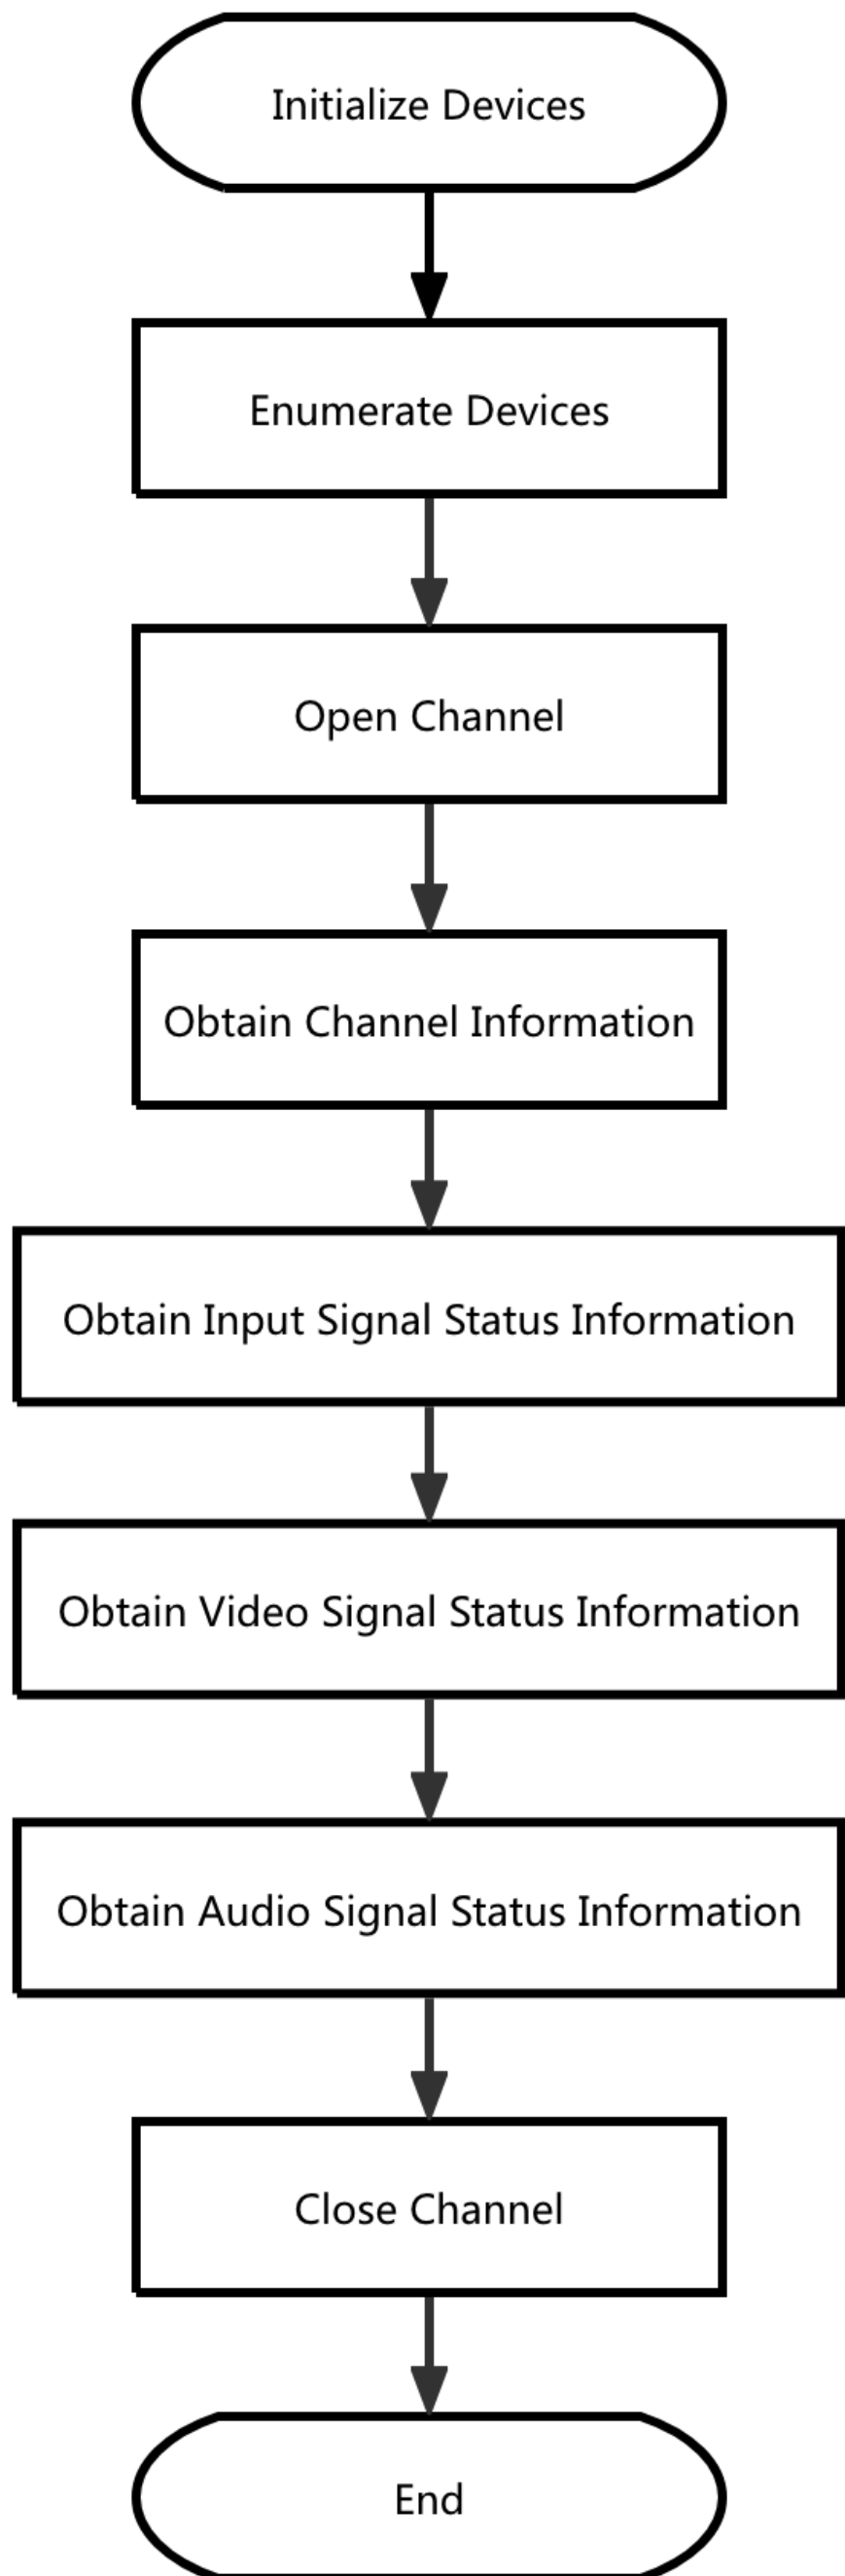 Initialize Devices
Enumerate Devices
Open Channel
Obtain Channel Information
Obtain Input Signal Status Information
Obtain Video Signal Status Information
Obtain Audio Signal Status Information
Close Channel
End